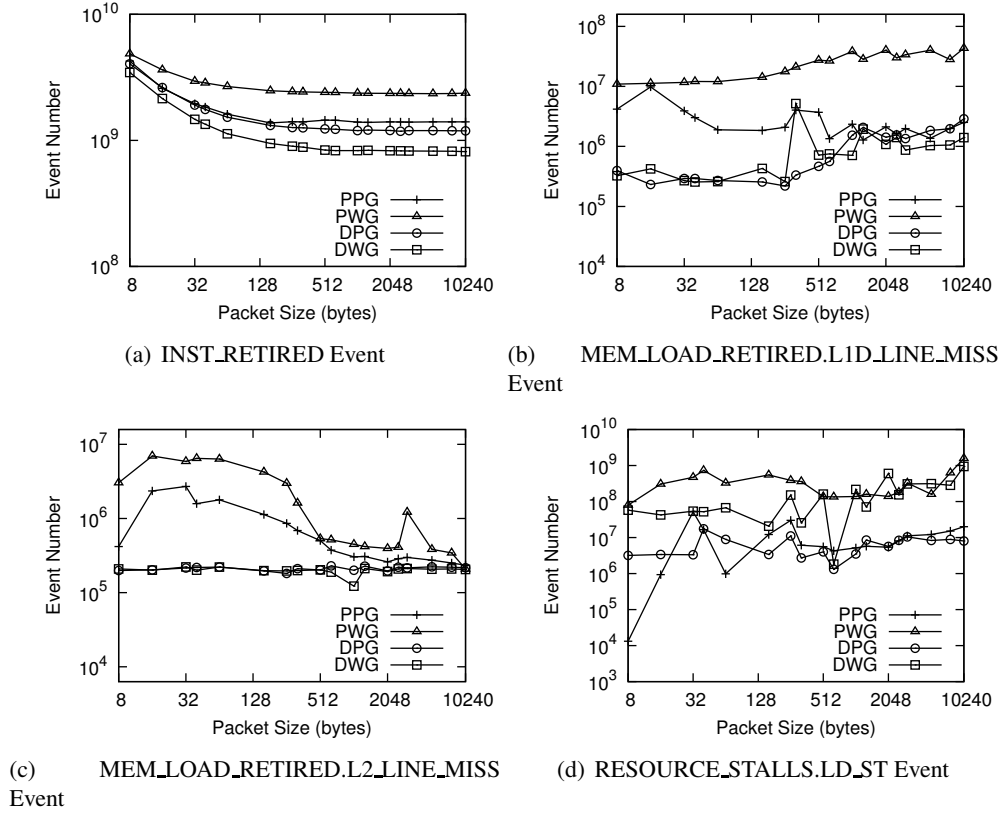 10^10
10^9
10^8
Event Number
8 32 128 512 2048 10240
Packet Size (bytes)
PPG
PWG
DPG
DWG
(a) INST_RETIRED Event
10^8
10^7
10^6
10^5
10^4
Event Number
8 32 128 512 2048 10240
Packet Size (bytes)
PPG
PWG
DPG
DWG
(b) MEM_LOAD_RETIRED.L1D_LINE_MISS
Event
10^7
10^6
10^5
10^4
Event Number
8 32 128 512 2048 10240
Packet Size (bytes)
PPG
PWG
DPG
DWG
(c) MEM_LOAD_RETIRED.L2_LINE_MISS
Event
10^10
10^9
10^8
10^7
10^6
10^5
10^4
10^3
Event Number
8 32 128 512 2048 10240
Packet Size (bytes)
PPG
PWG
DPG
DWG
(d) RESOURCE_STALLS.LD_ST Event